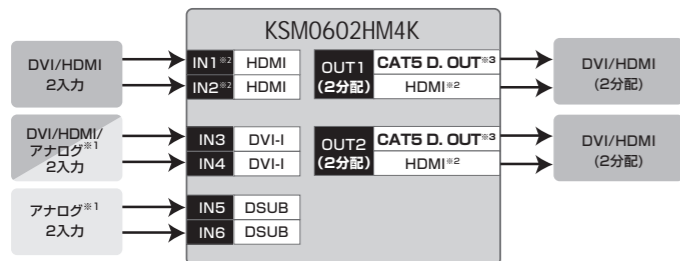 KSM0602HM4K
DVI/HDMI
2入力
IN1※2 HDMI
IN2※2 HDMI
DVI/HDMI/
アナログ※1
2入力
IN3 DVI-I
IN4 DVI-I
アナログ※1
2入力
IN5 DSUB
IN6 DSUB
OUT1
(2分配)
CAT5 D. OUT※3
HDMI※2
OUT2
(2分配)
CAT5 D. OUT※3
HDMI※2
DVI/HDMI
(2分配)
DVI/HDMI
(2分配)